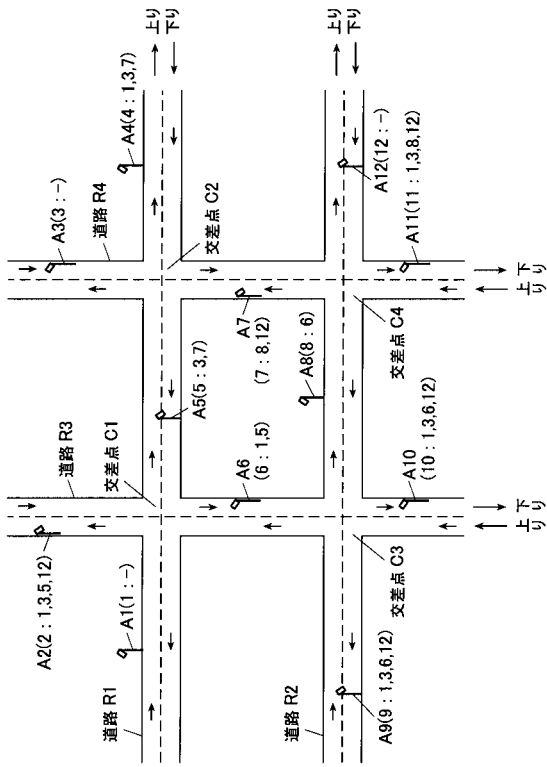 上り
下り
上り
下り
A4(4 : 1,3,7)
A12(12 : -)
A3(3 : -)
道路 R4
交差点 C2
A11(11 : 1,3,8,12)
下り
上り
A7
(7 : 8,12)
交差点 C4
A5(5 : 3,7)
A8(8 : 6)
道路 R3
交差点 C1
A6
(6 : 1,5)
A10
(10 : 1,3,6,12)
下り
上り
A2(2 : 1,3,5,12)
A1(1 : -)
交差点 C3
道路 R1
道路 R2
A9(9 : 1,3,6,12)